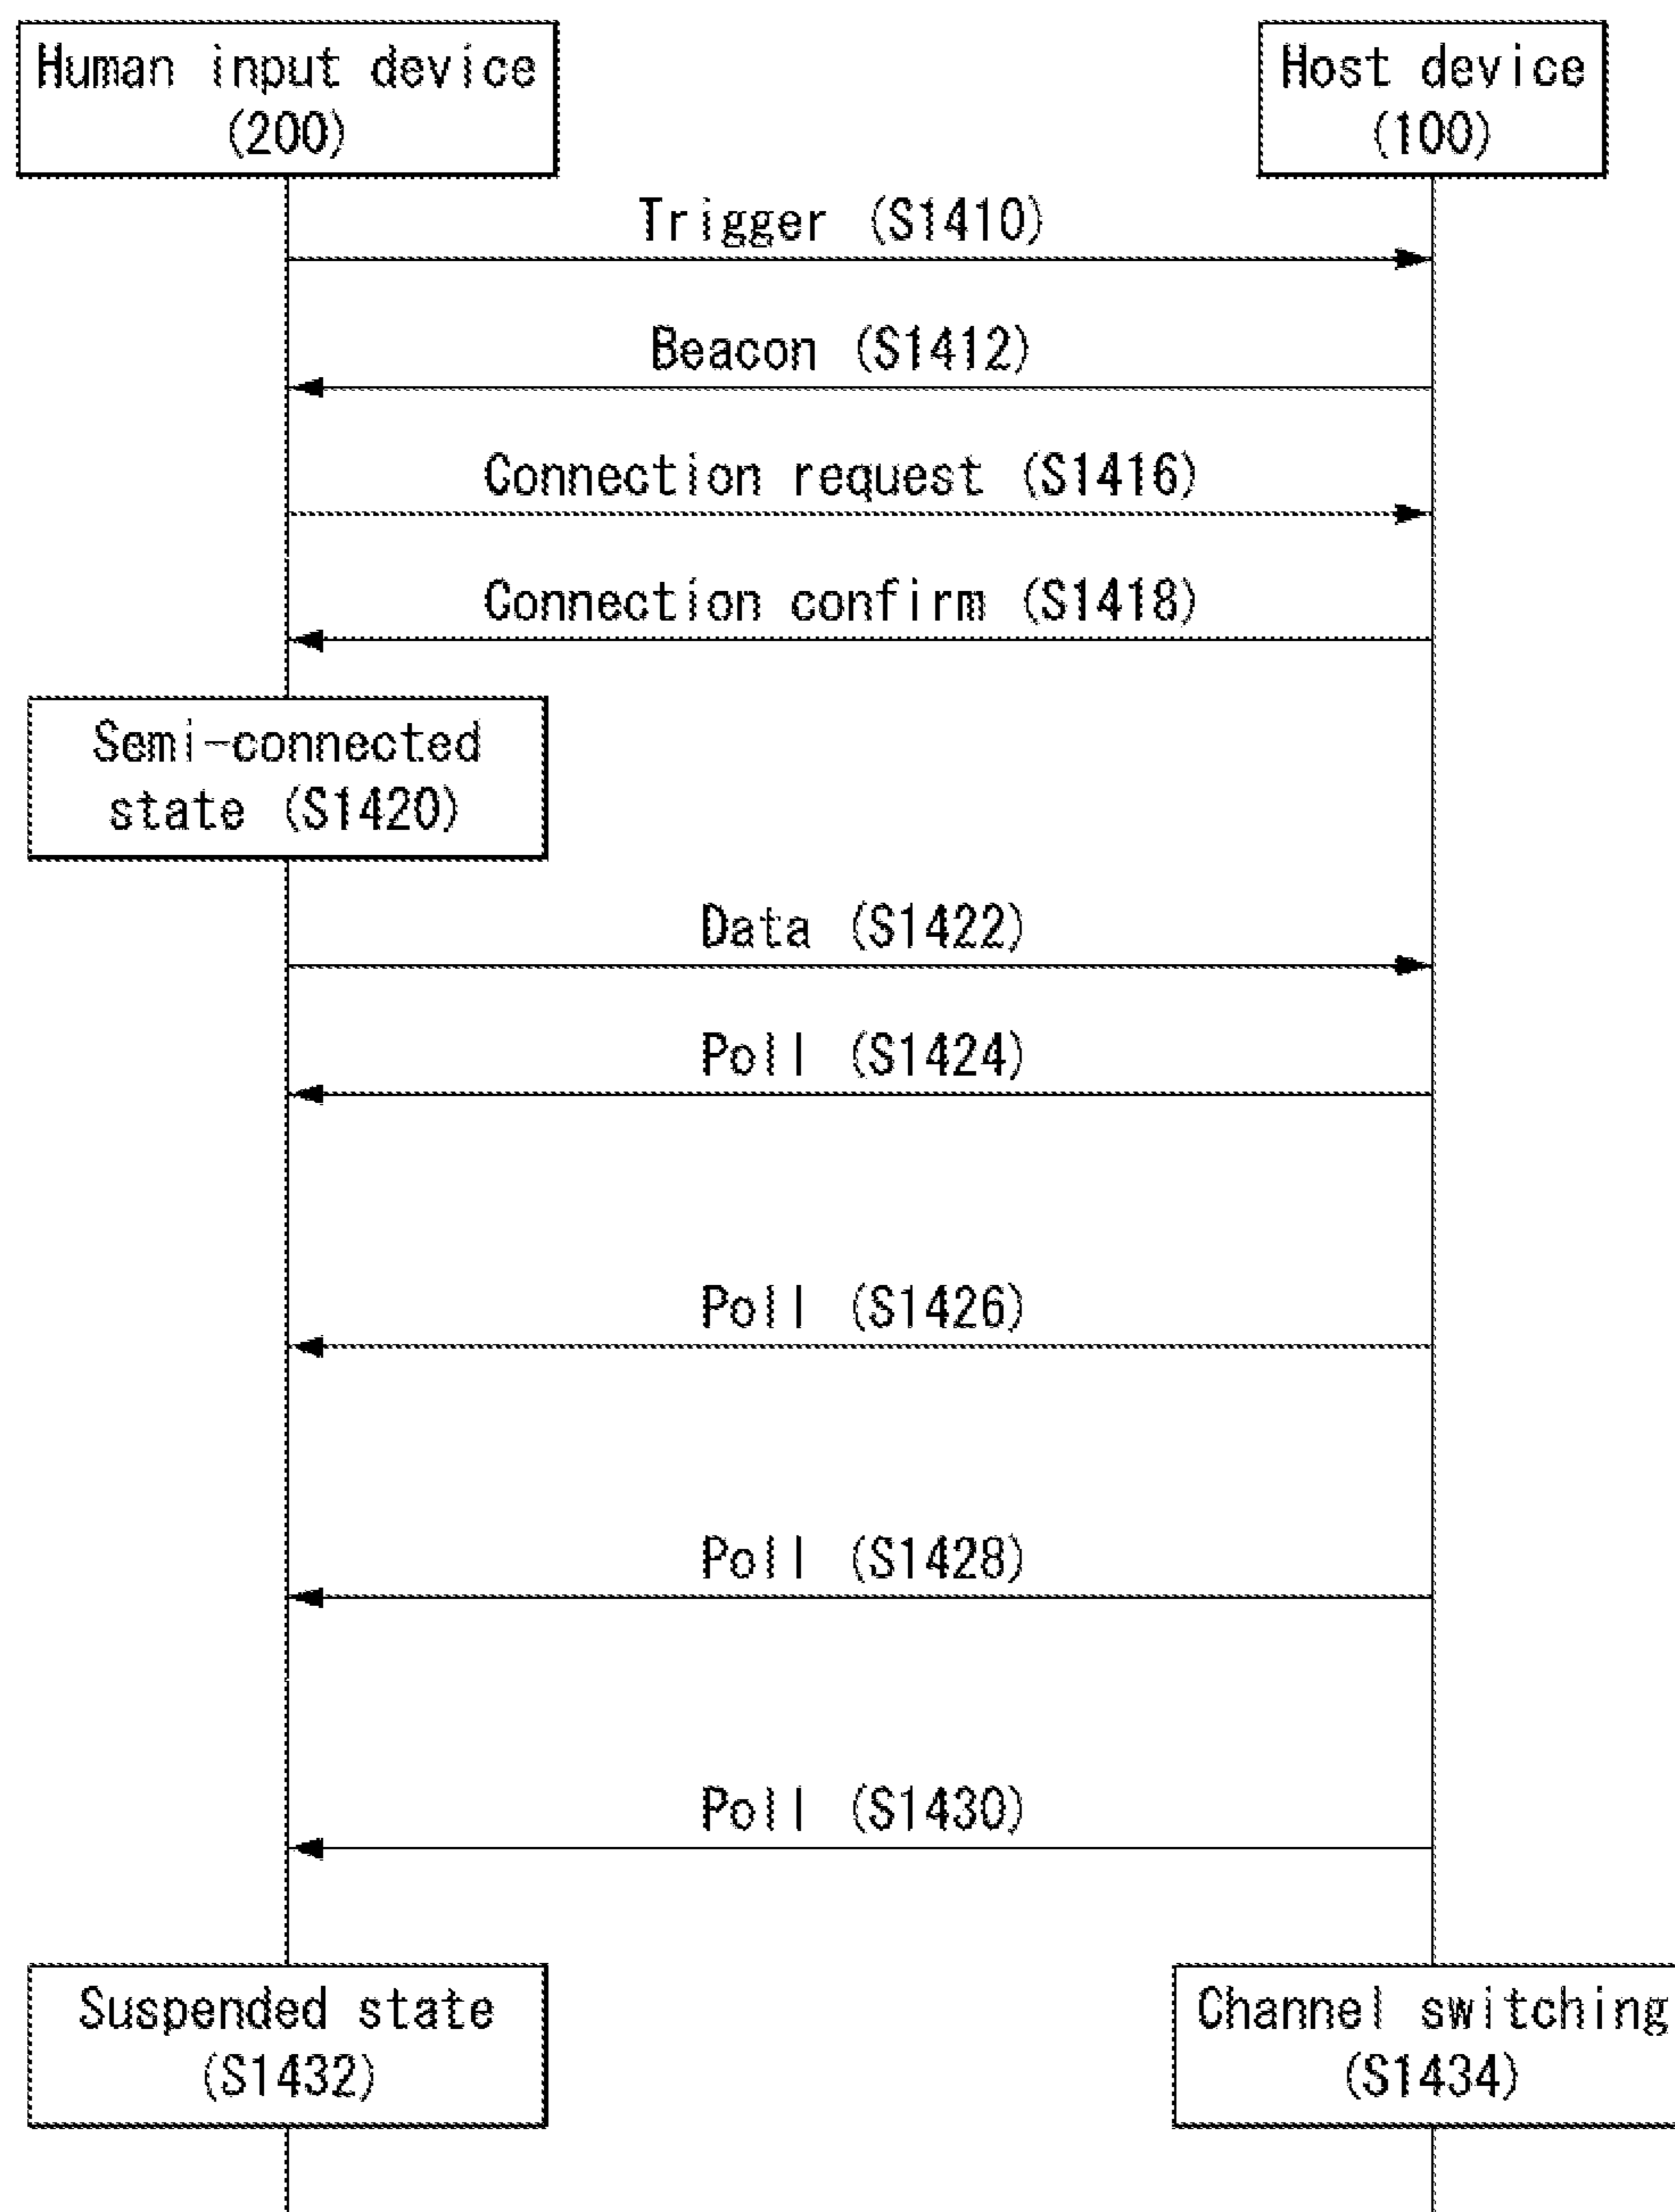 Human input device
(200)
Host device
(100)
Trigger (S1410)
Beacon (S1412)
Connection request (S1416)
Connection confirm (S1418)
Semi-connected
state (S1420)
Data (S1422)
Poll (S1424)
Poll (S1426)
Poll (S1428)
Poll (S1430)
Suspended state
(S1432)
Channel switching
(S1434)